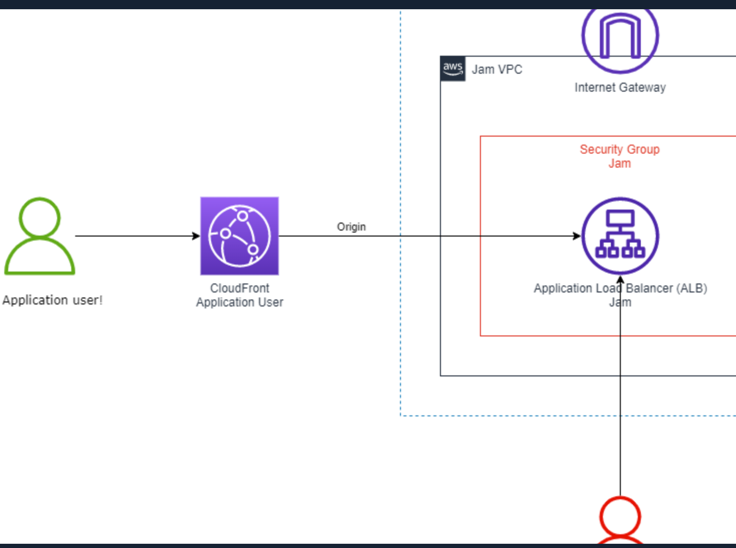 aws
Jam VPC
Internet Gateway
Security Group
Jam
Origin
Application user!
CloudFront
Application User
Application Load Balancer (ALB)
Jam